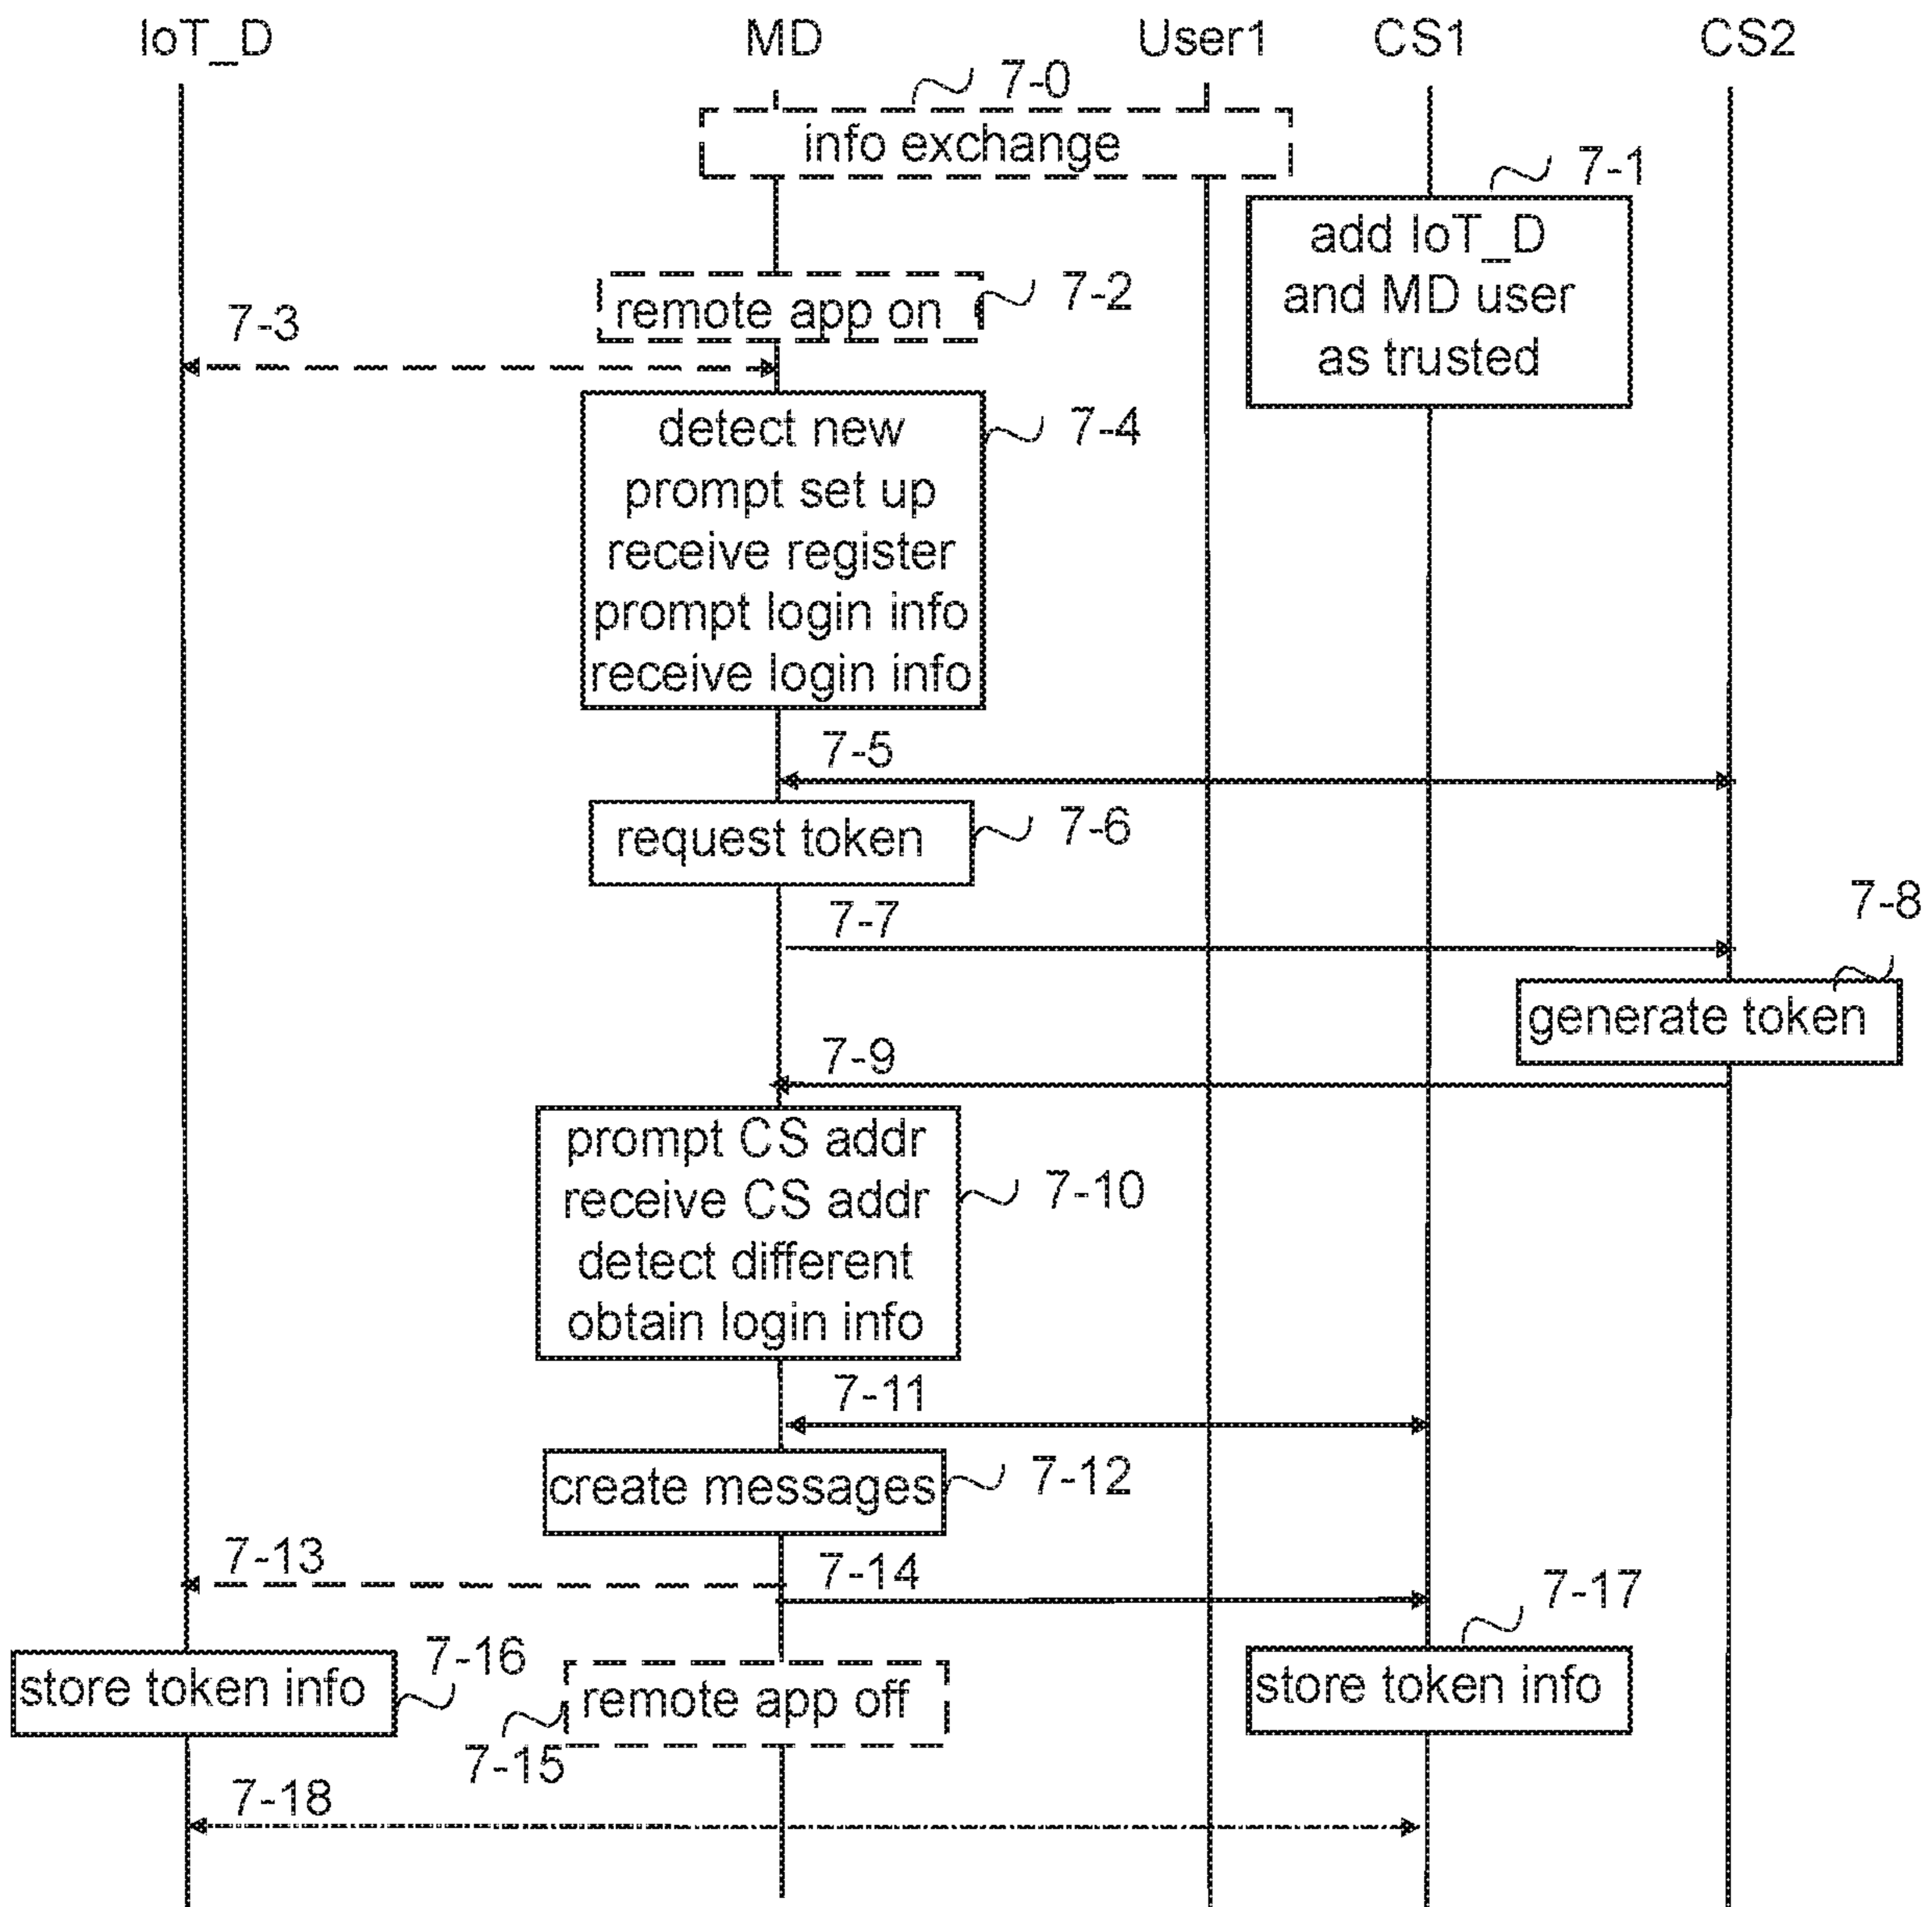 IoT_D MD User1 CS1 CS2
7-0
info exchange
7-1
add IoT_D
and MD user
as trusted
7-2
remote app on
7-3
detect new
prompt set up
receive register
prompt login info
receive login info
7-4
7-5
request token
7-6
7-7
7-8
generate token
7-9
prompt CS addr
receive CS addr
detect different
obtain login info
7-10
7-11
create messages
7-12
7-13
7-14
7-17
store token info
7-16
remote app off
store token info
7-15
7-18